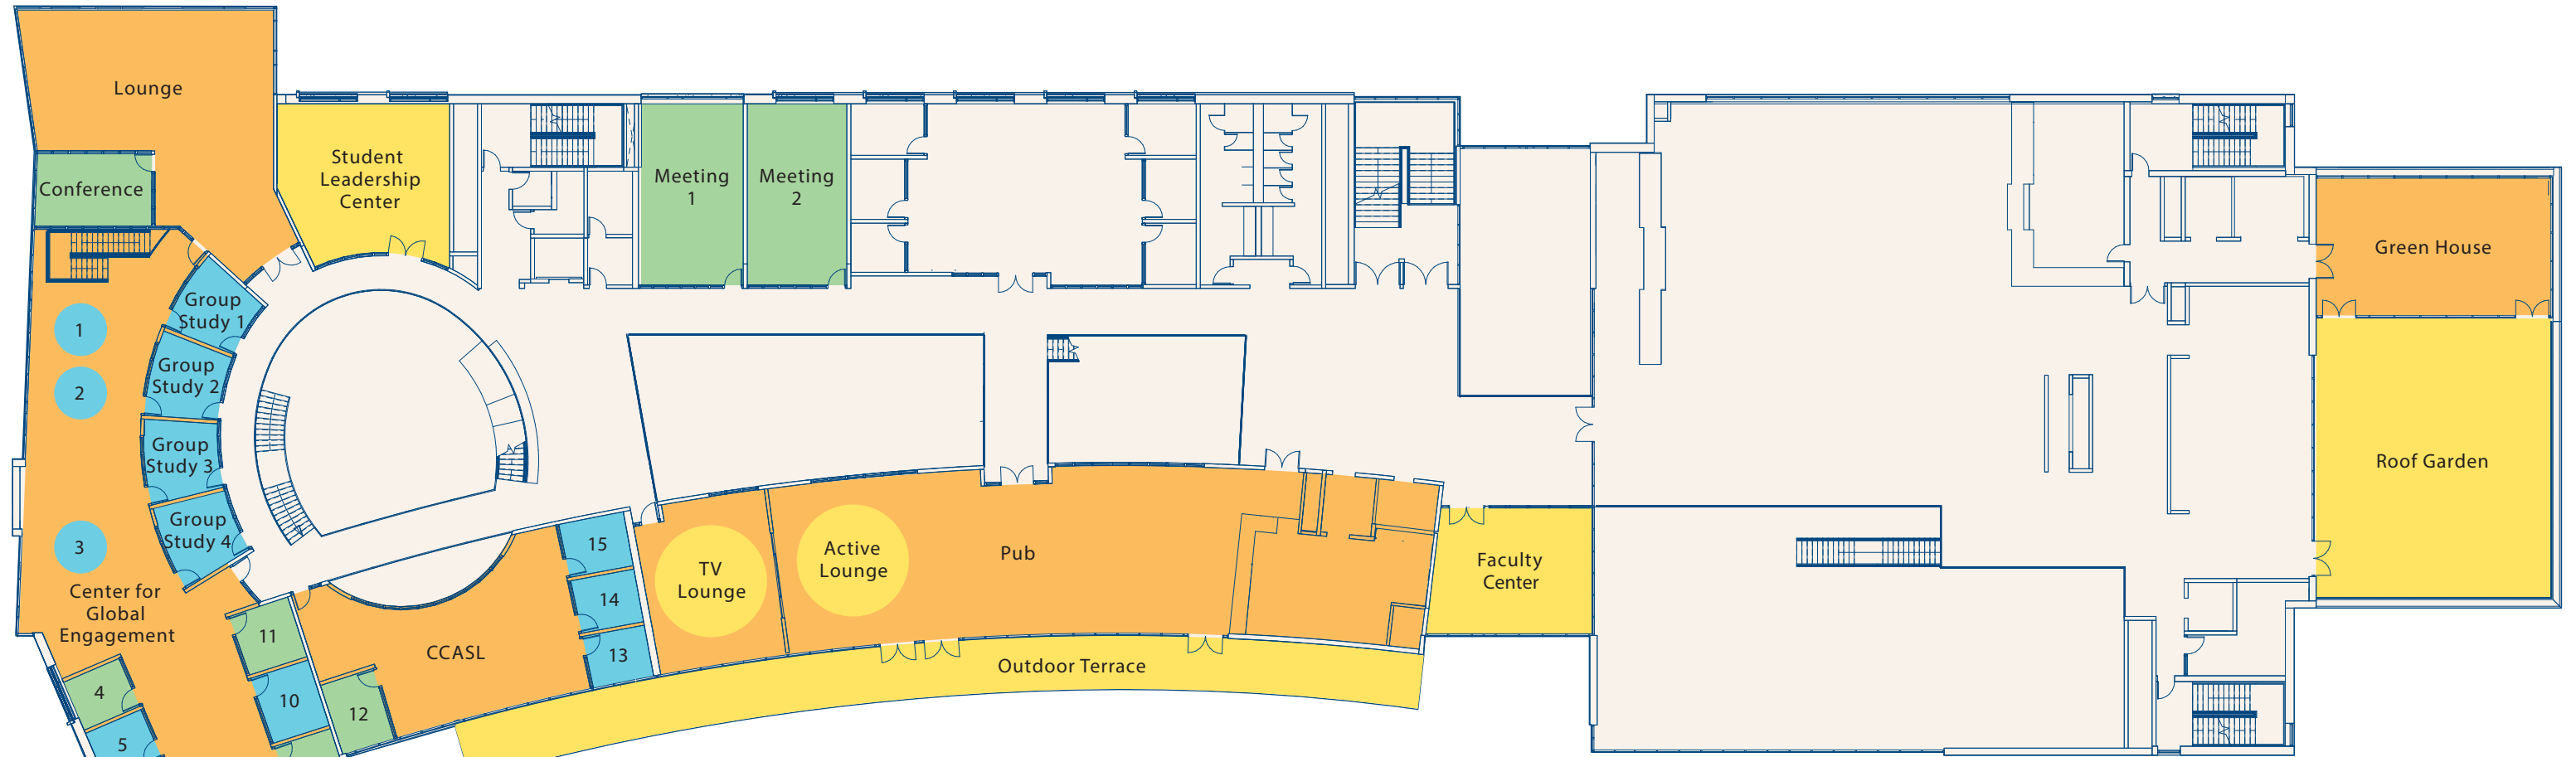 Lounge
Conference
Student
Leadership
Center
Meeting
1
Meeting
2
Green House
Group
Study 1
1
Group
Study 2
2
Group
Study 3
Roof Garden
Group
Study 4
3
15
14
13
TV
Lounge
Active
Lounge
Pub
Faculty
Center
Center for
Global
Engagement
11
CCASL
Outdoor Terrace
4
10
12
5